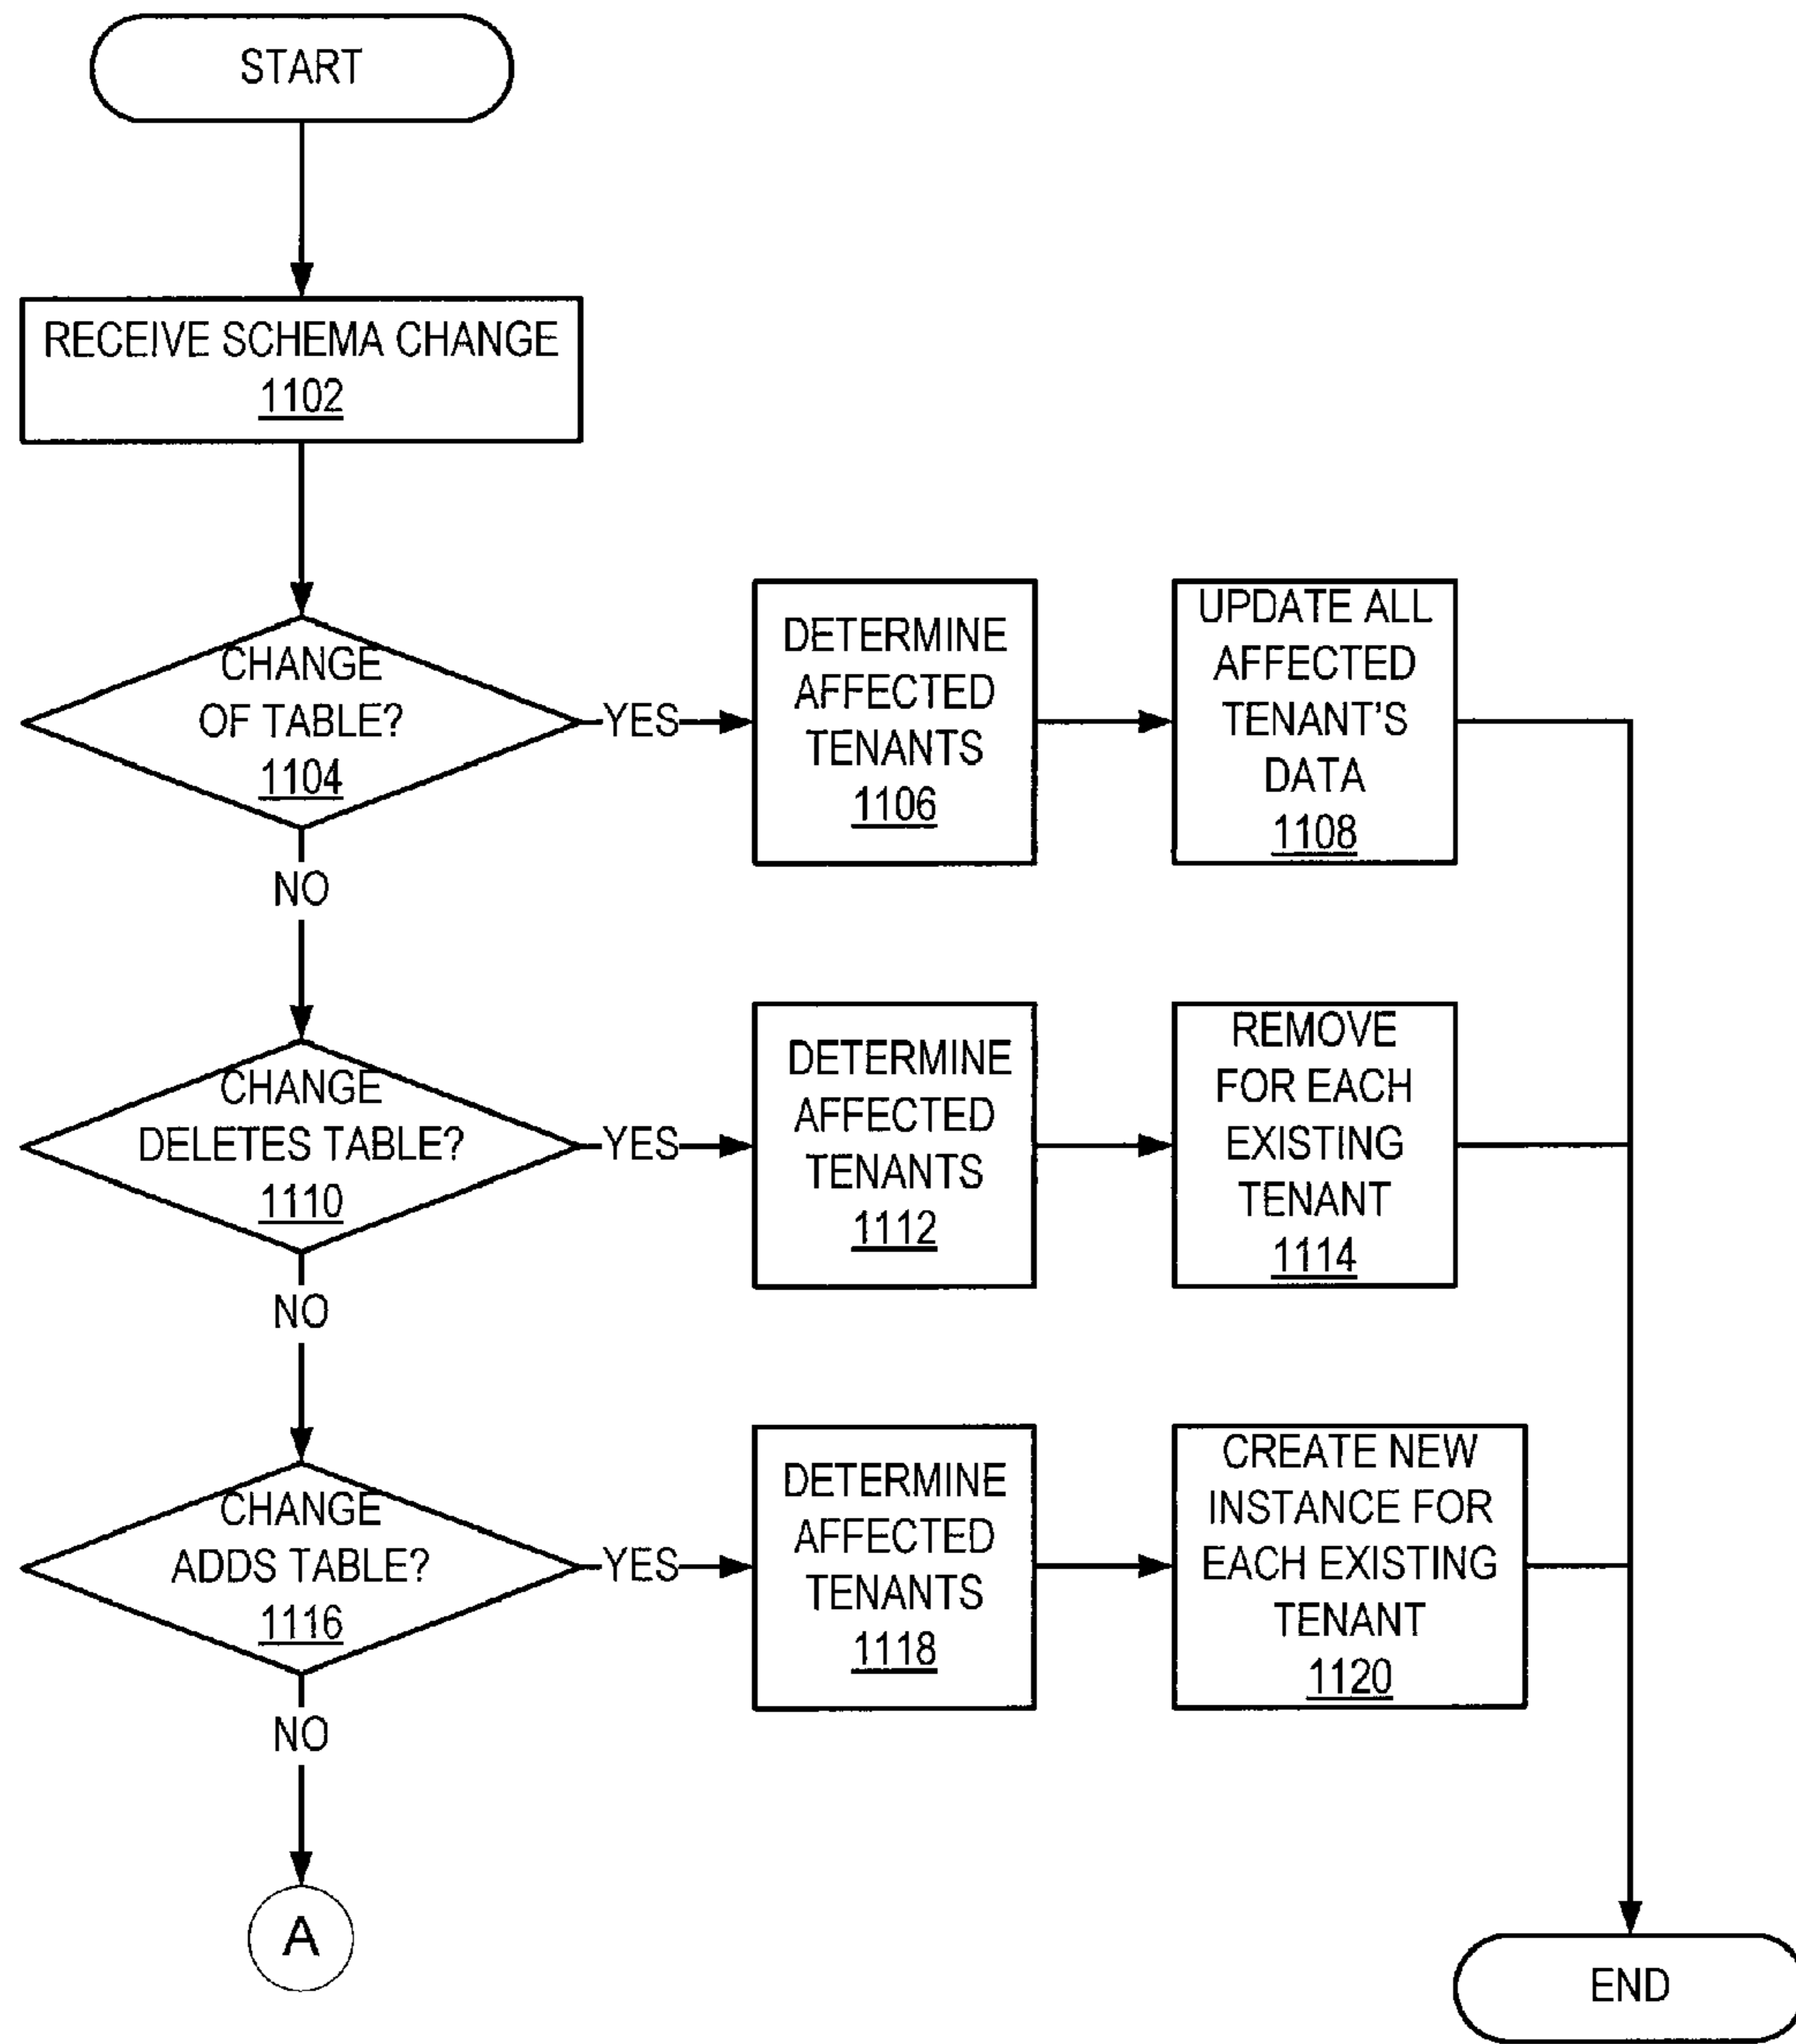 START
RECEIVE SCHEMA CHANGE
1102
CHANGE
OF TABLE?
1104
YES
DETERMINE
AFFECTED
TENANTS
1106
UPDATE ALL
AFFECTED
TENANT'S
DATA
1108
NO
CHANGE
DELETES TABLE?
1110
YES
DETERMINE
AFFECTED
TENANTS
1112
REMOVE
FOR EACH
EXISTING
TENANT
1114
NO
CHANGE
ADDS TABLE?
1116
YES
DETERMINE
AFFECTED
TENANTS
1118
CREATE NEW
INSTANCE FOR
EACH EXISTING
TENANT
1120
NO
A
END